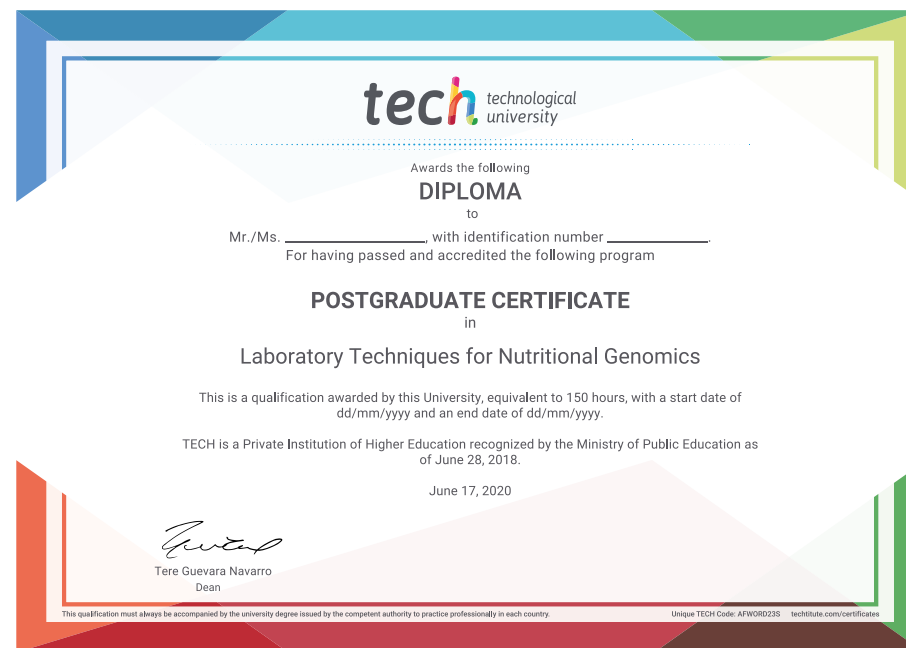 tech technological
university
Awards the following
DIPLOMA
to
Mr./Ms. ____________________, with identification number ______________.
For having passed and accredited the following program
POSTGRADUATE CERTIFICATE
in
Laboratory Techniques for Nutritional Genomics
This is a qualification awarded by this University, equivalent to 150 hours, with a start date of
dd/mm/yyyy and an end date of dd/mm/yyyy.
TECH is a Private Institution of Higher Education recognized by the Ministry of Public Education as
of June 28, 2018.
June 17, 2020
Tere Guevara Navarro
Dean
This qualification must always be accompanied by the university degree issued by the competent authority to practice professionally in each country. Unique TECH Code: AFWORD23S techtitute.com/certificates